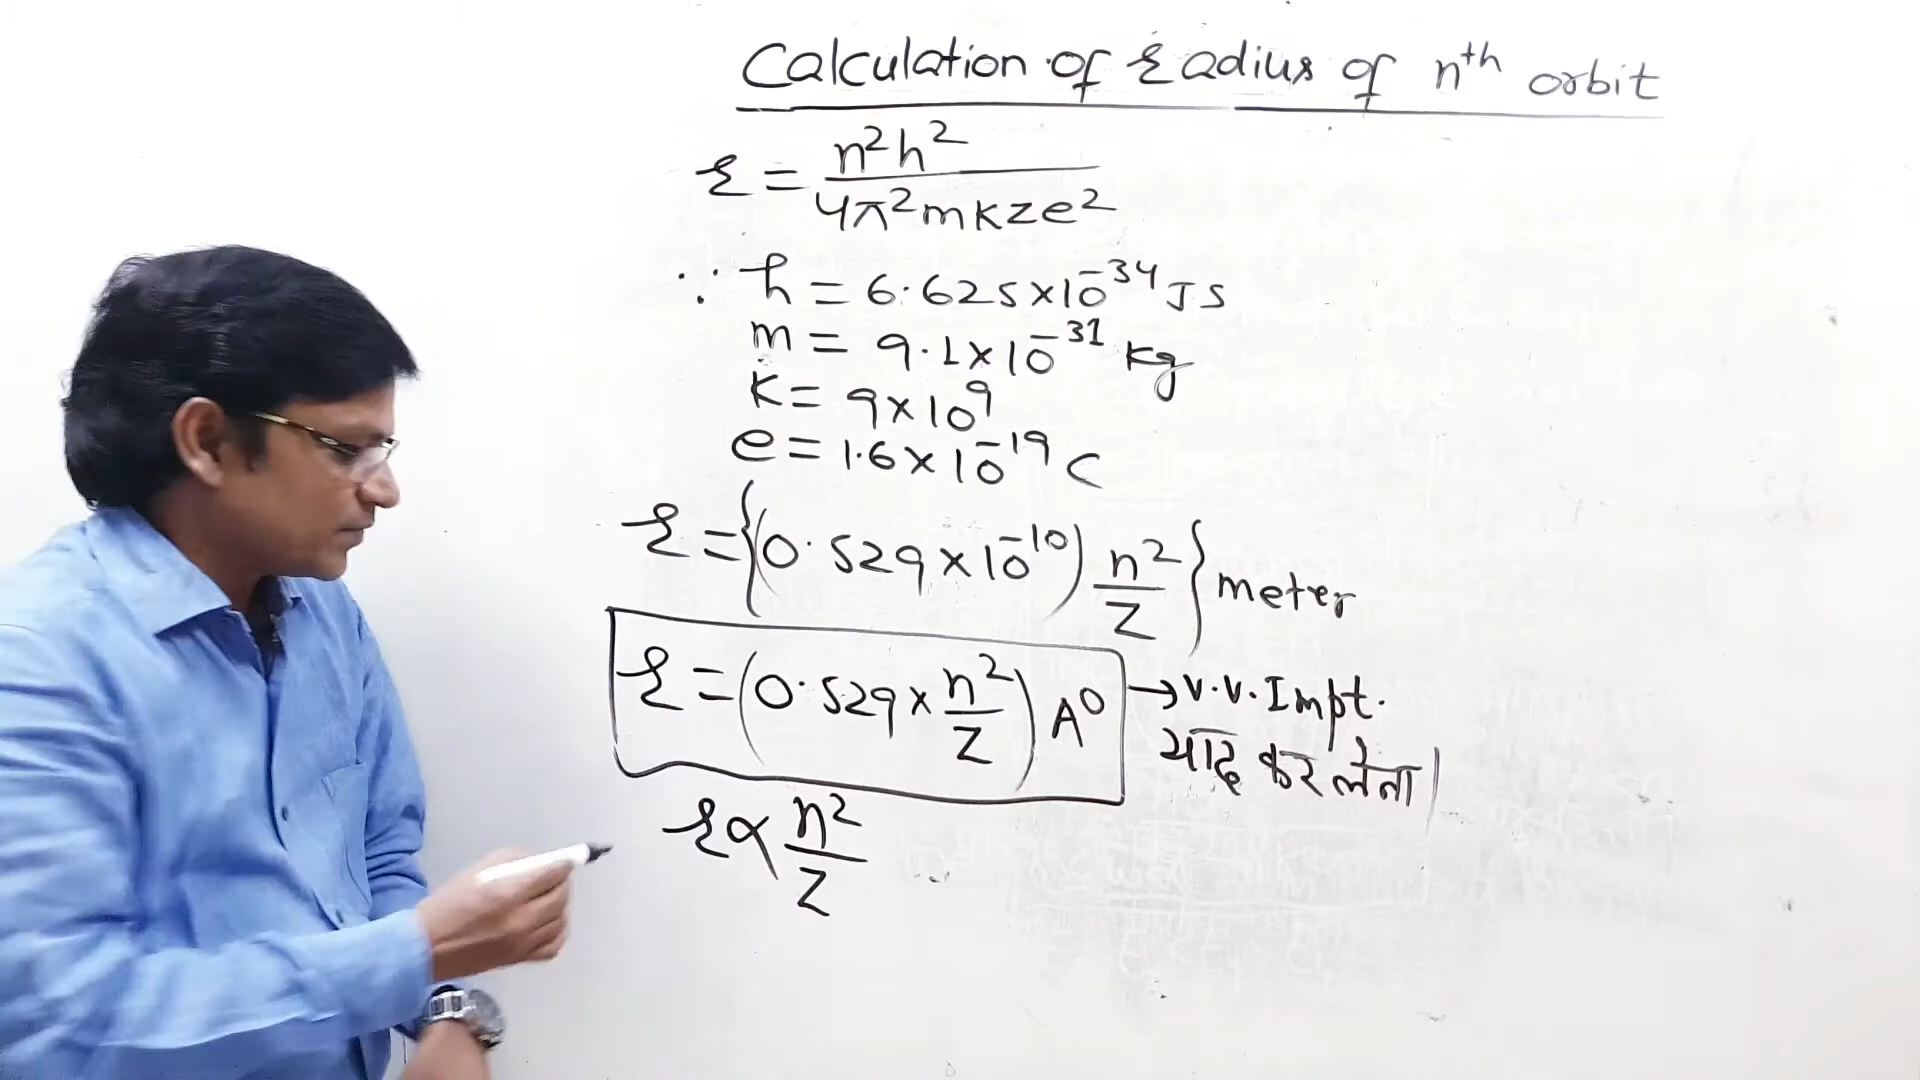 Calculation of radius of nth orbit
r = n²h² / 4π²mkze²
∵ h = 6.625×10⁻³⁴ JS
m = 9.1×10⁻³¹ kg
k = 9×10⁹
e = 1.6×10⁻¹⁹ C
r = {(0.529×10⁻¹⁰) n²/Z} meter
r = (0.529× n²/Z) A⁰ → v.v.Impt.
याद कर लेना।
r ∝ n²/Z